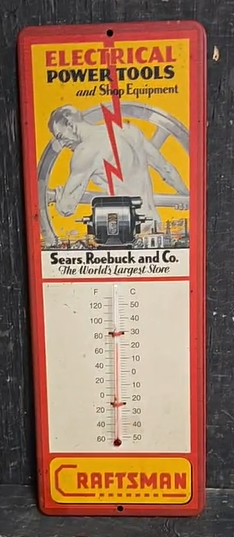 ELECTRICAL
POWER TOOLS
and Shop Equipment
Sears, Roebuck and Co.
The World's Largest Store
F C
120 50
100 40
80 30
60 20
40 10
20 0
0 10
20 20
40 30
60 40
50
CRAFTSMAN